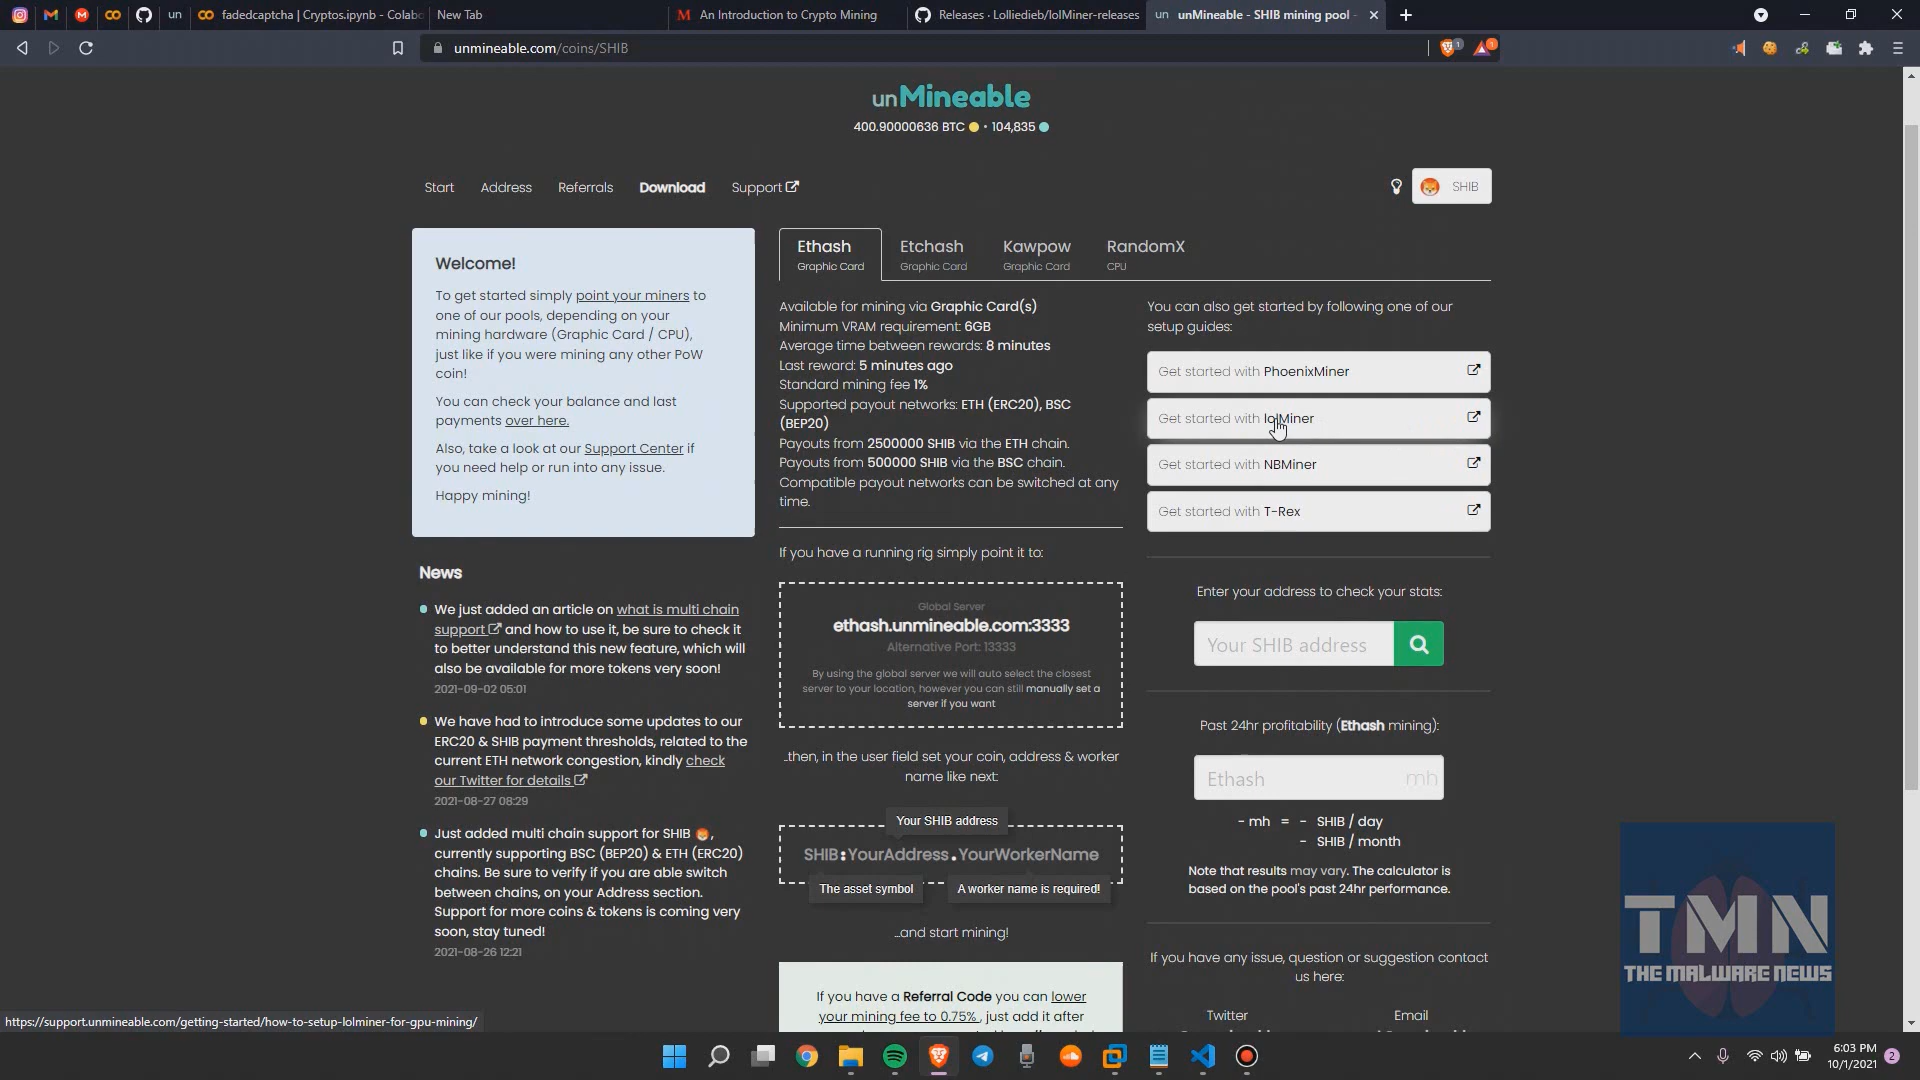 un
fadedcaptcha | Cryptos.ipynb - Colab
New Tab
An Introduction to Crypto Mining
Releases · Lolliedieb/lolMiner-releases
un
unMineable - SHIB mining pool -
unmineable.com/coins/SHIB
1
1
unMineable
400.90000636 BTC • 104,835
Start
Address
Referrals
Download
Support
SHIB
Welcome!
To get started simply point your miners to
one of our pools, depending on your
mining hardware (Graphic Card / CPU),
just like if you were mining any other PoW
coin!
You can check your balance and last
payments over here.
Also, take a look at our Support Center if
you need help or run into any issue.
Happy mining!
News
We just added an article on what is multi chain
support and how to use it, be sure to check it
to better understand this new feature, which will
also be available for more tokens very soon!
2021-09-02 05:01
We have had to introduce some updates to our
ERC20 & SHIB payment thresholds, related to the
current ETH network congestion, kindly check
our Twitter for details
2021-08-27 08:29
Just added multi chain support for SHIB ,
currently supporting BSC (BEP20) & ETH (ERC20)
chains. Be sure to verify if you are able switch
between chains, on your Address section.
Support for more coins & tokens is coming very
soon, stay tuned!
2021-08-26 12:21
Ethash
Graphic Card
Etchash
Graphic Card
Kawpow
Graphic Card
RandomX
CPU
Available for mining via Graphic Card(s)
Minimum VRAM requirement: 6GB
Average time between rewards: 8 minutes
Last reward: 5 minutes ago
Standard mining fee 1%
Supported payout networks: ETH (ERC20), BSC
(BEP20)
Payouts from 2500000 SHIB via the ETH chain.
Payouts from 500000 SHIB via the BSC chain.
Compatible payout networks can be switched at any
time.
If you have a running rig simply point it to:
Global Server
ethash.unmineable.com:3333
Alternative Port: 13333
By using the global server we will auto select the closest
server to your location, however you can still manually set a
server if you want
...then, in the user field set your coin, address & worker
name like next:
Your SHIB address
SHIB:YourAddress.YourWorkerName
The asset symbol
A worker name is required!
...and start mining!
If you have a Referral Code you can lower
your mining fee to 0.75% , just add it after
You can also get started by following one of our
setup guides:
Get started with PhoenixMiner
Get started with lolMiner
Get started with NBMiner
Get started with T-Rex
Enter your address to check your stats:
Your SHIB address
Past 24hr profitability (Ethash mining):
Ethash
mh
- mh = - SHIB / day
- SHIB / month
Note that results may vary. The calculator is
based on the pool's past 24hr performance.
If you have any issue, question or suggestion contact
us here:
Twitter
Email
TMN
THE MALWARE NEWS
https://support.unmineable.com/getting-started/how-to-setup-lolminer-for-gpu-mining/
6:03 PM
10/1/2021
2